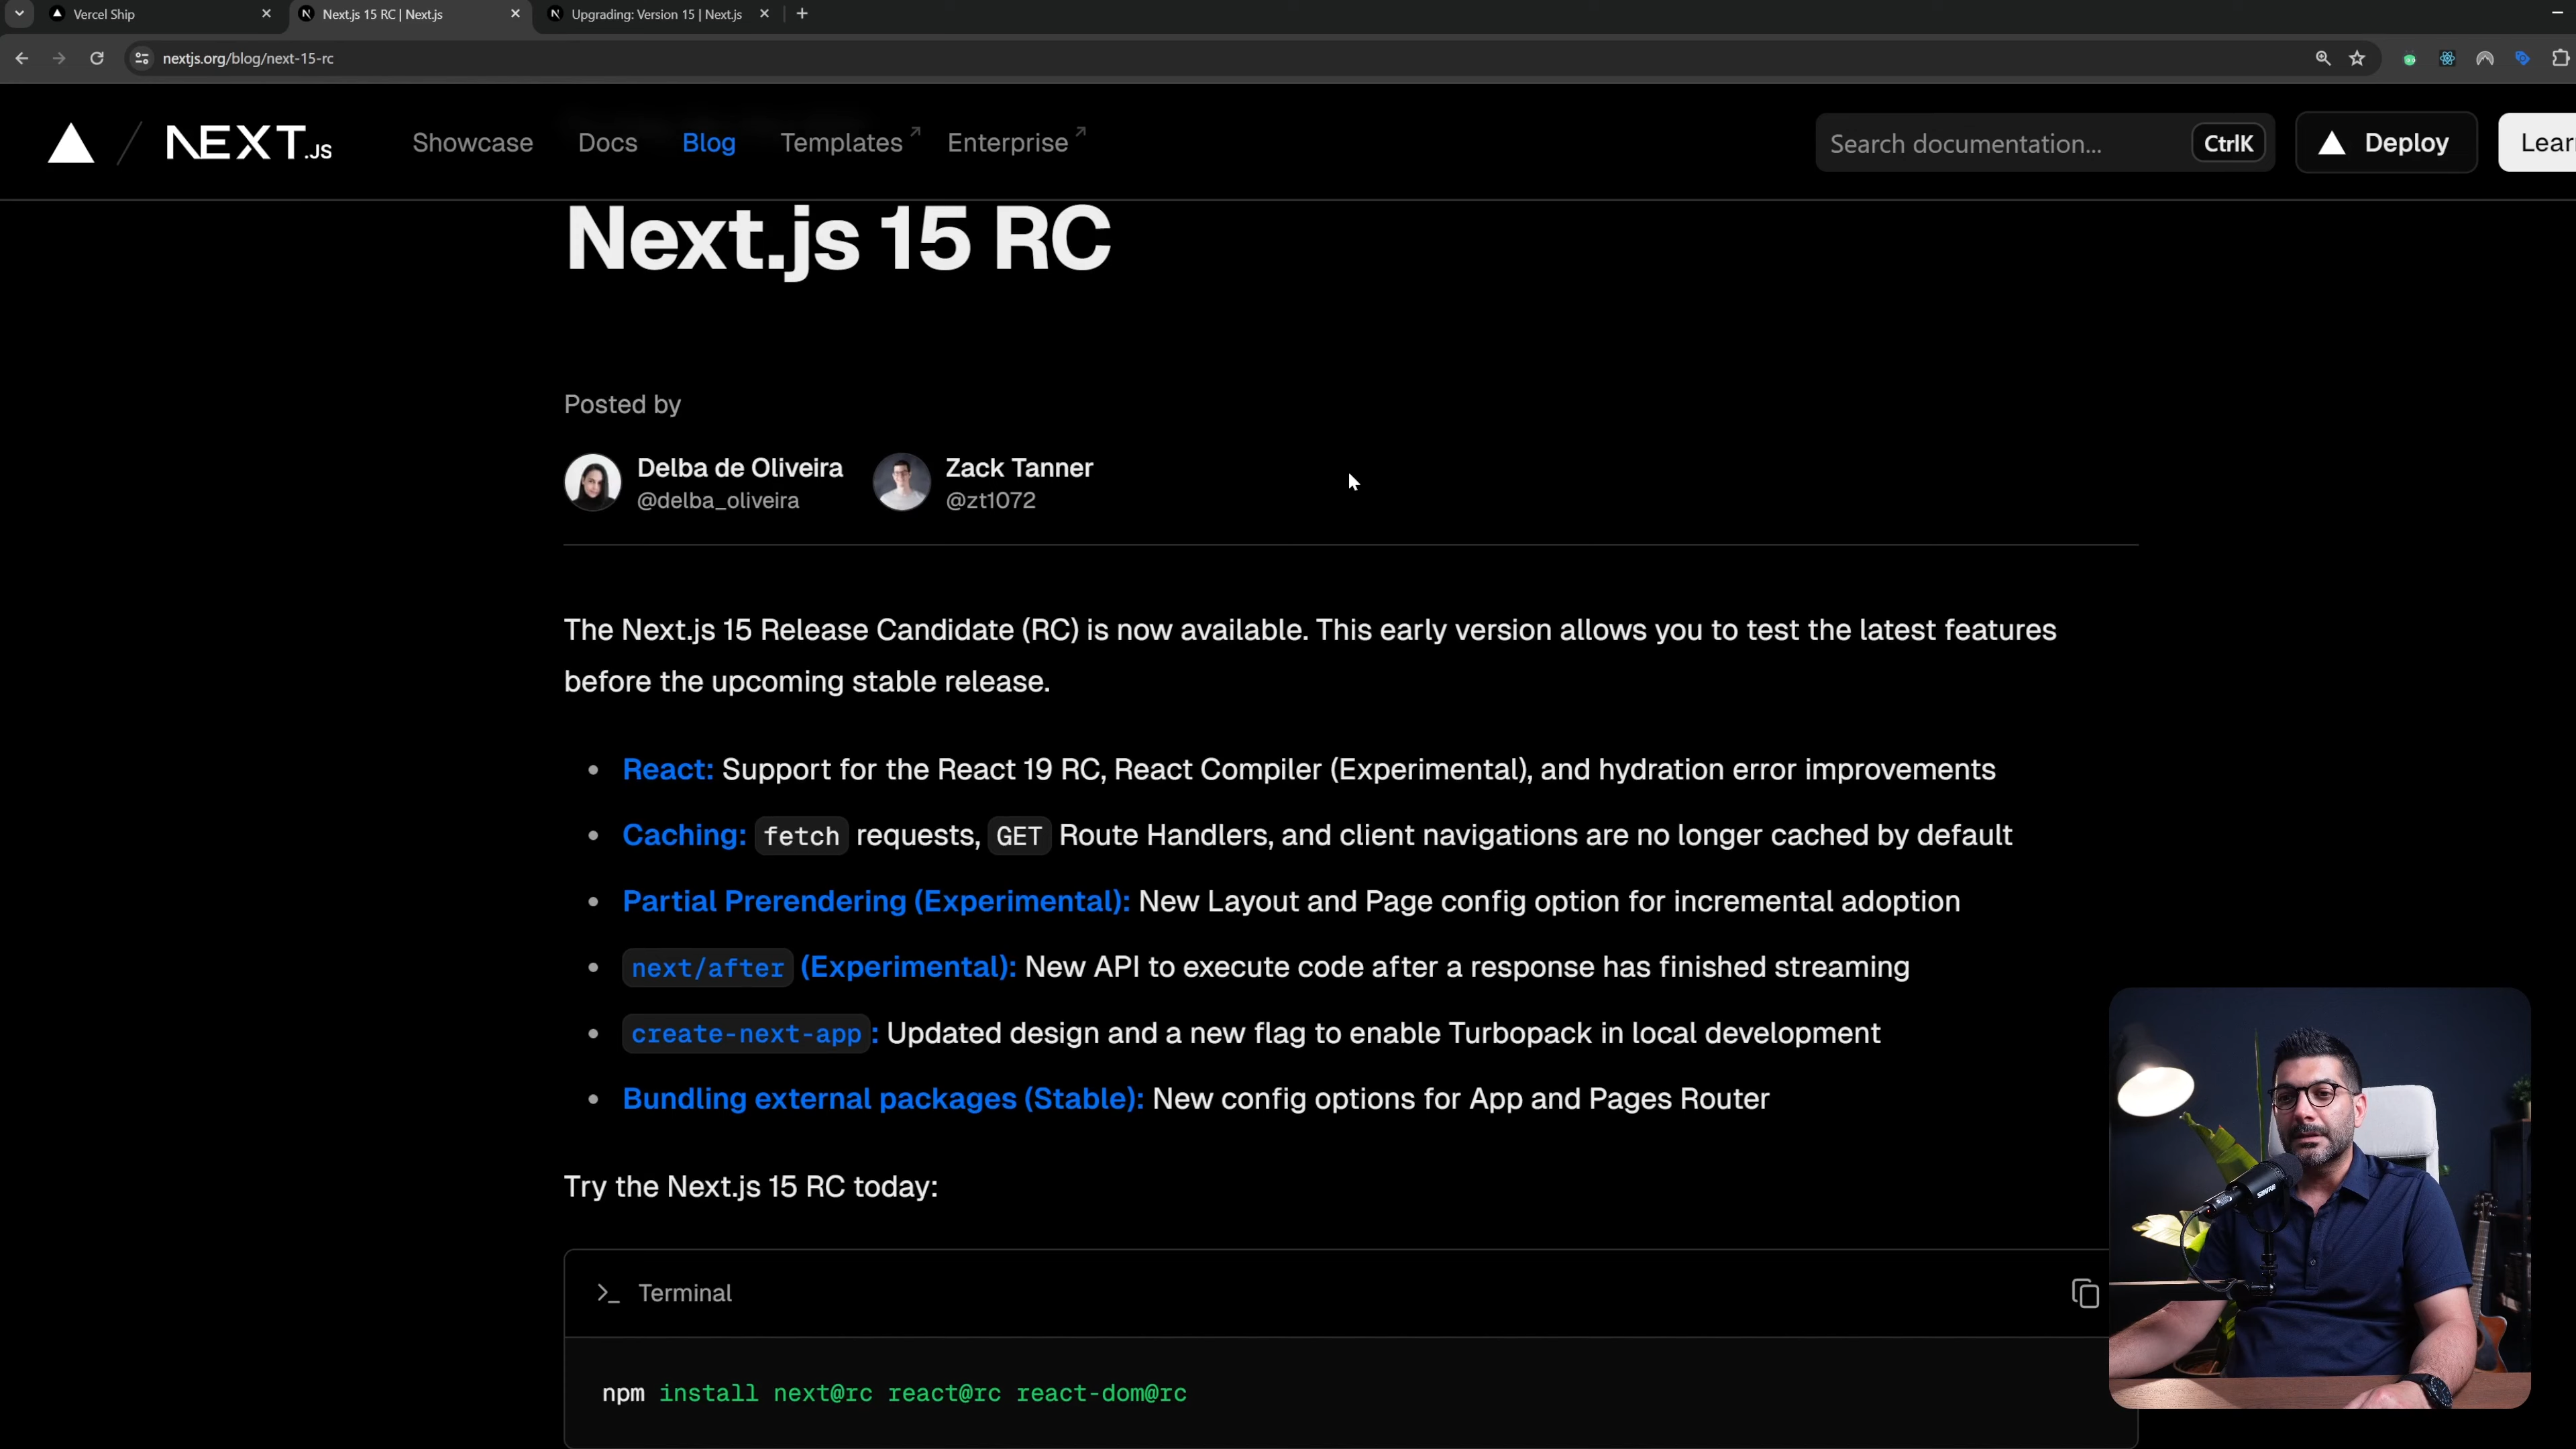 Vercel Ship
Next.js 15 RC | Next.js
Upgrading: Version 15 | Next.js
nextjs.org/blog/next-15-rc
NEXT.JS
Showcase
Docs
Blog
Templates
Enterprise
Search documentation...
CtrlK
Deploy
Lear
Next.js 15 RC
Posted by
Delba de Oliveira
@delba_oliveira
Zack Tanner
@zt1072
The Next.js 15 Release Candidate (RC) is now available. This early version allows you to test the latest features
before the upcoming stable release.
React: Support for the React 19 RC, React Compiler (Experimental), and hydration error improvements
Caching: fetch requests, GET Route Handlers, and client navigations are no longer cached by default
Partial Prerendering (Experimental): New Layout and Page config option for incremental adoption
next/after (Experimental): New API to execute code after a response has finished streaming
create-next-app: Updated design and a new flag to enable Turbopack in local development
Bundling external packages (Stable): New config options for App and Pages Router
Try the Next.js 15 RC today:
Terminal
npm install next@rc react@rc react-dom@rc
SHURE